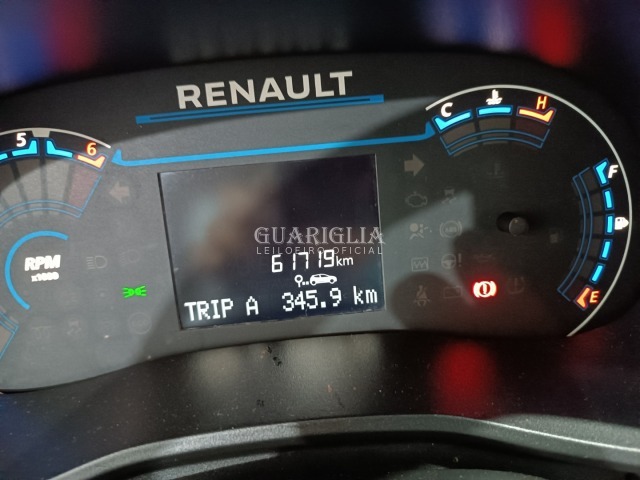 RENAULT
C H
5 6
F
GUARIGLIA
LEILOEIRO OFICIAL
RPM
x1000
61719 km
TRIP A 345.9 km
E